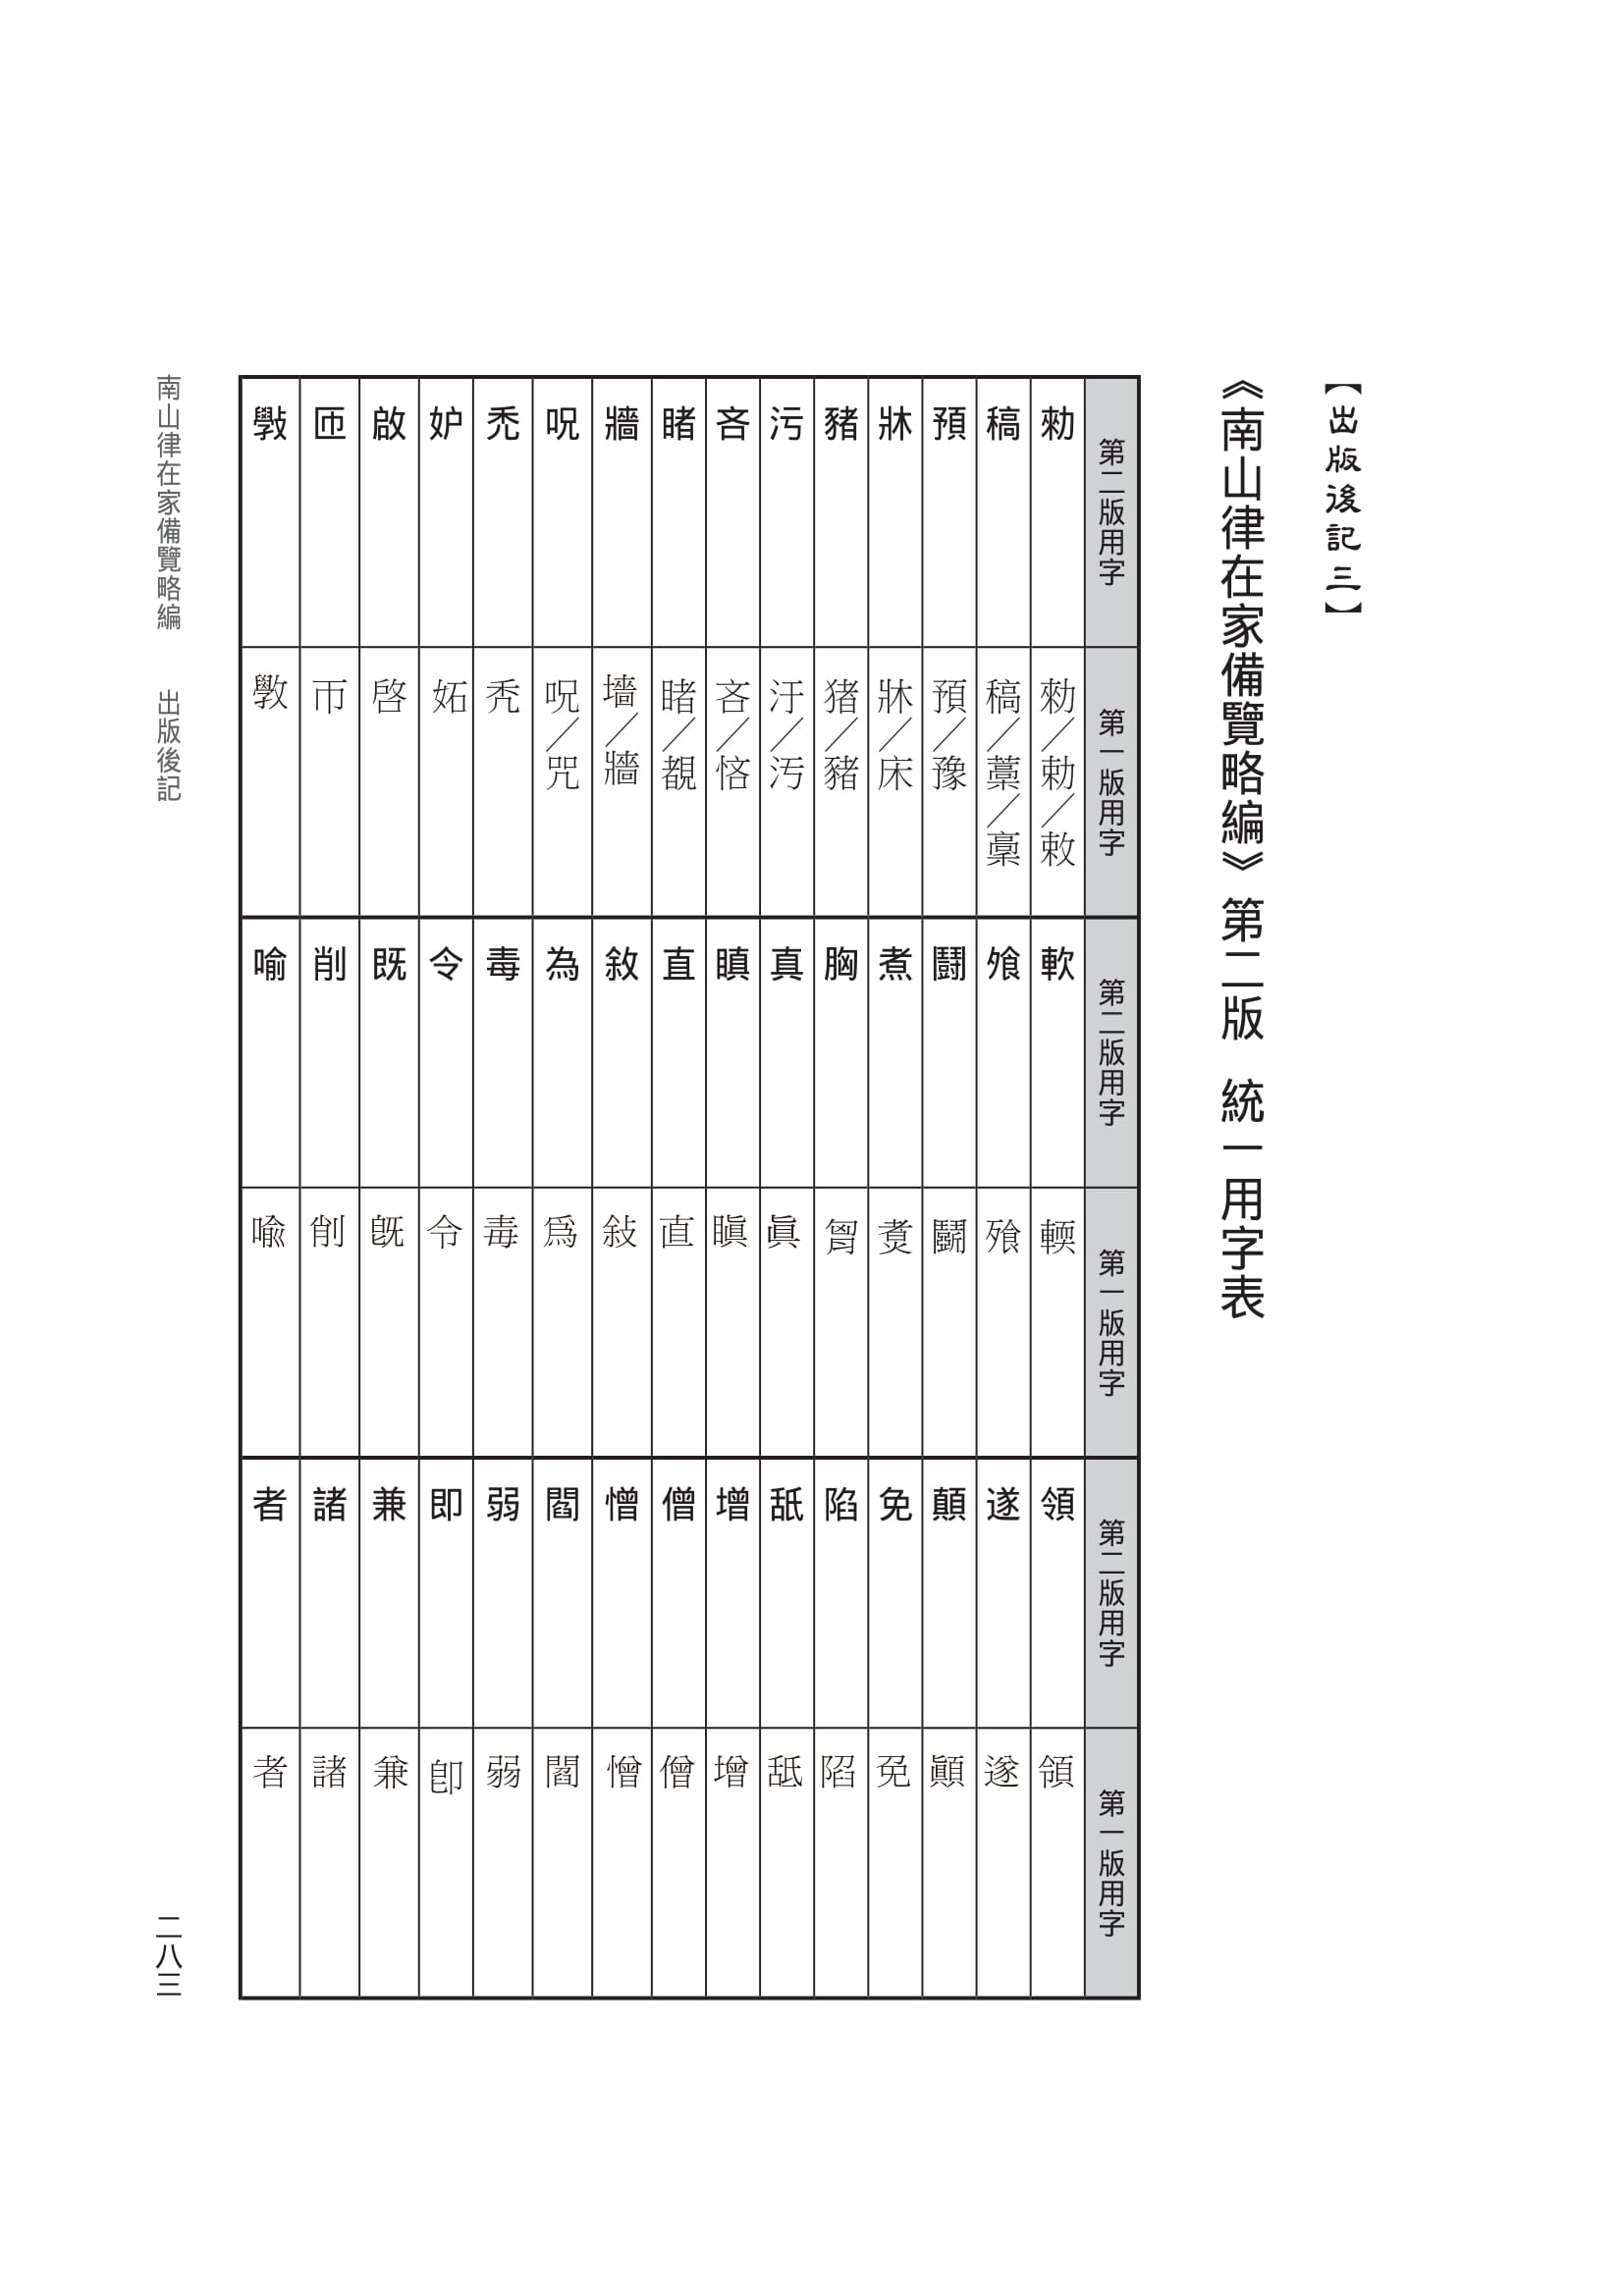 【出版後記三】
《南山律在家備覽略編》第二版 統一用字表
第二版用字 第一版用字 第二版用字 第一版用字 第二版用字 第一版用字
勑 勑／勅／敕 軟 輭 領 領
稿 稿／藁／稾 飧 飱 遂 遂
預 預／豫 鬪 鬭 顛 顚
牀 牀／床 煮 煑 免 免
豬 猪／豬 胸 胷 陷 陷
污 汙／汚 真 眞 舐 舐
吝 吝／悋 瞋 瞋 增 增
睹 睹／覩 直 直 僧 僧
牆 墻／牆 敘 敍 憎 憎
呪 呪／咒 為 爲 閻 閻
禿 秃 毒 毒 弱 弱
妒 妬 令 令 即 卽
啟 啓 既 旣 兼 兼
匝 帀 削 削 諸 諸
斅 斆 喻 喩 者 者
南山律在家備覽略編 出版後記
二八三